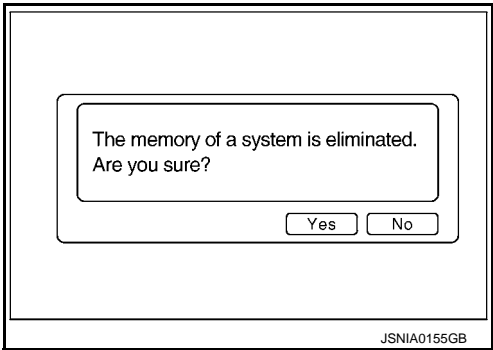 The memory of a system is eliminated.
Are you sure?
Yes No
JSNIA0155GB